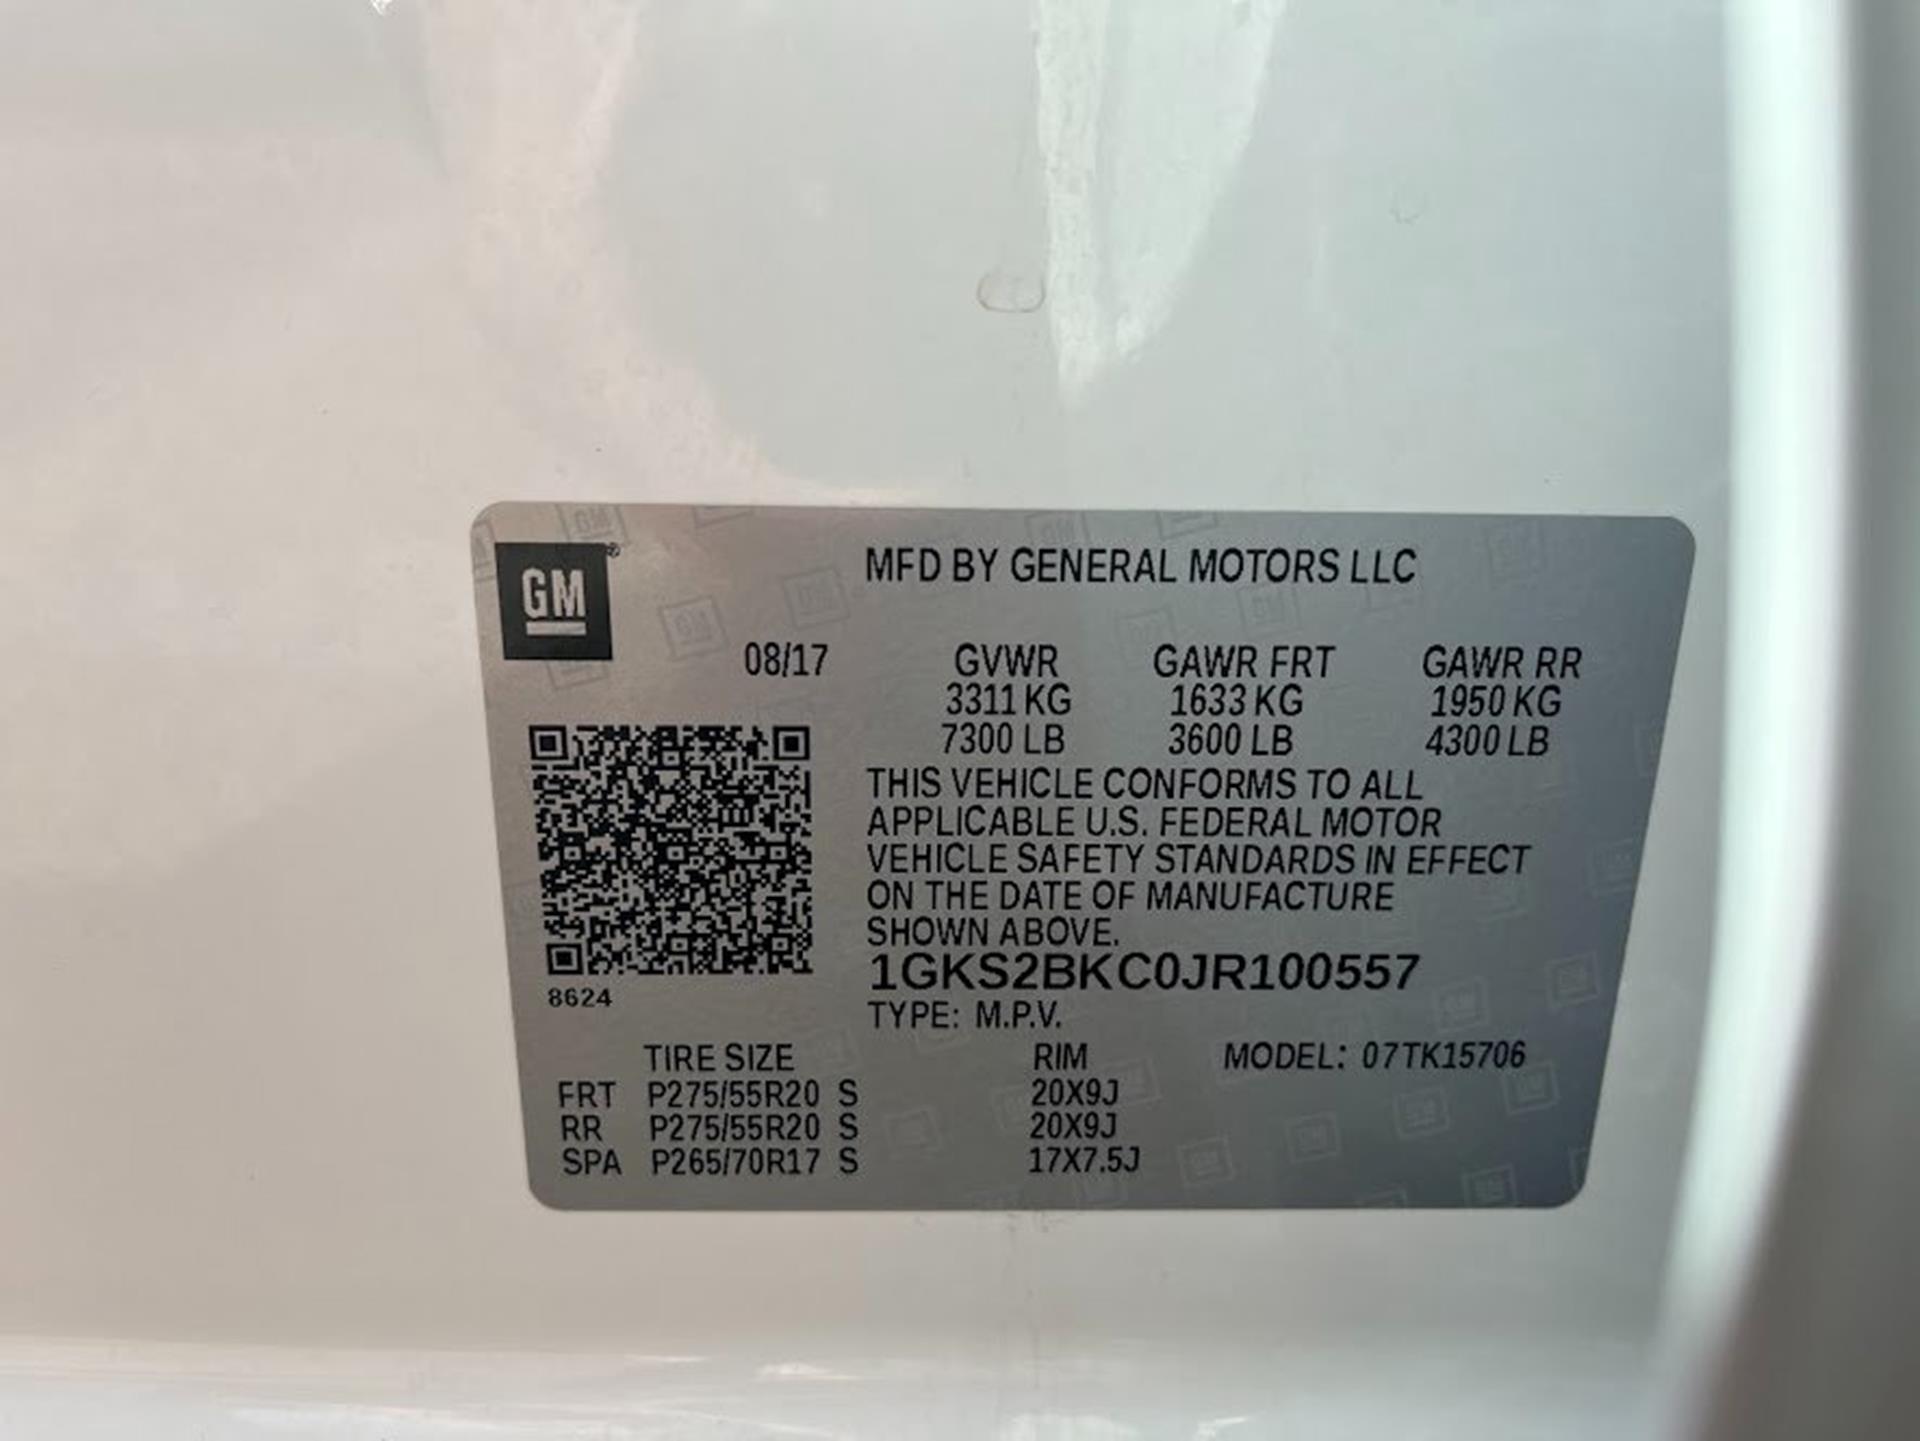 GM
MFD BY GENERAL MOTORS LLC
08/17 GVWR GAWR FRT GAWR RR
3311 KG 1633 KG 1950 KG
7300 LB 3600 LB 4300 LB
THIS VEHICLE CONFORMS TO ALL
APPLICABLE U.S. FEDERAL MOTOR
VEHICLE SAFETY STANDARDS IN EFFECT
ON THE DATE OF MANUFACTURE
SHOWN ABOVE.
1GKS2BKC0JR100557
8624
TYPE: M.P.V.
TIRE SIZE RIM MODEL: 07TK15706
FRT P275/55R20 S 20X9J
RR P275/55R20 S 20X9J
SPA P265/70R17 S 17X7.5J